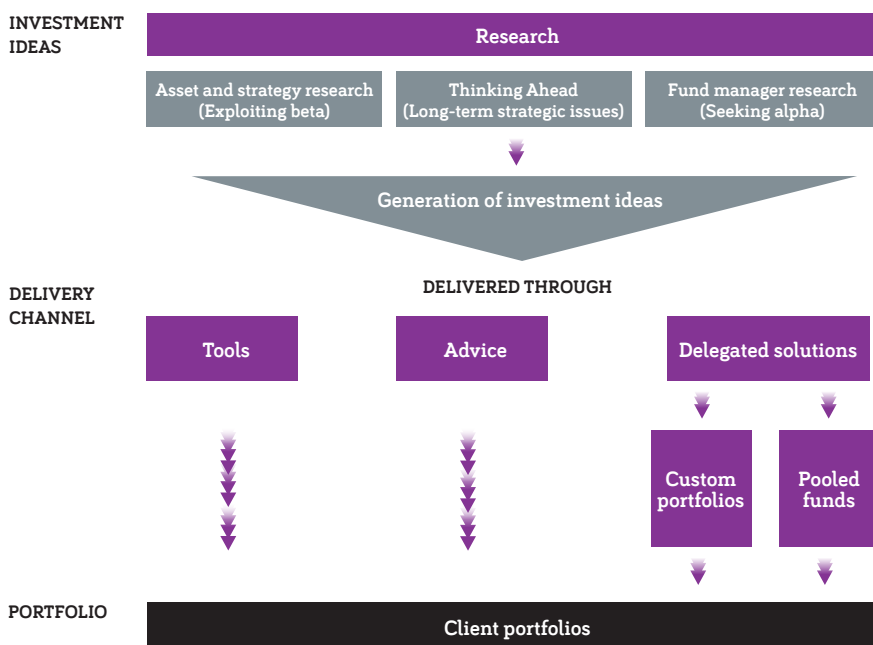 INVESTMENT
IDEAS
Research
Asset and strategy research
(Exploiting beta)
Thinking Ahead
(Long-term strategic issues)
Fund manager research
(Seeking alpha)
Generation of investment ideas
DELIVERY
CHANNEL
DELIVERED THROUGH
Tools
Advice
Delegated solutions
Custom
portfolios
Pooled
funds
PORTFOLIO
Client portfolios